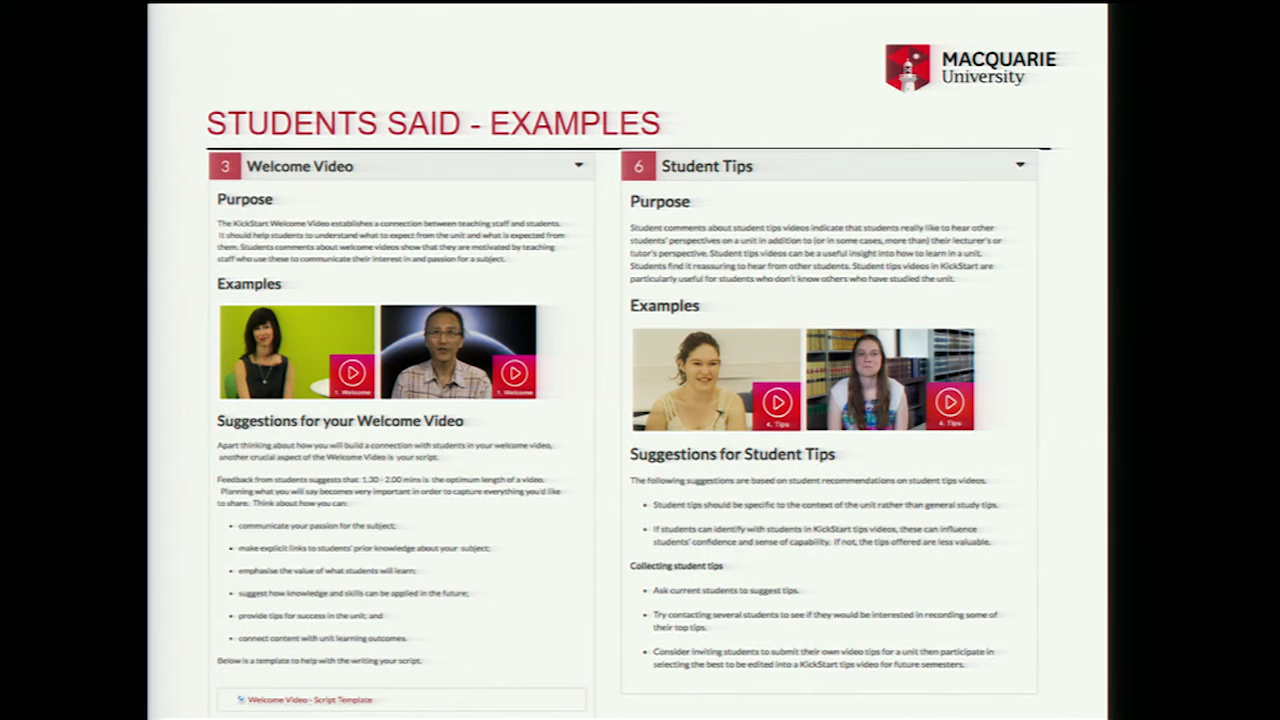 MACQUARIE
University
STUDENTS SAID - EXAMPLES
3 Welcome Video
Purpose
The KickStart Welcome Video establishes a connection between teaching staff and students.
It should help students to understand what to expect from the unit and what is expected from
them. Students comments about welcome videos show that they are motivated by teaching
staff who use these to communicate their interest in and passion for a subject.
Examples
1. Welcome
1. Welcome
Suggestions for your Welcome Video
Apart thinking about how you will build a connection with students in your welcome video,
another crucial aspect of the Welcome Video is your script.
Feedback from students suggests that 1.30 - 2.00 mins is the optimum length of a video.
Planning what you will say becomes very important in order to capture everything you'd like
to share. Think about how you can:
• communicate your passion for the subject;
• make explicit links to students' prior knowledge about your subject;
• emphasise the value of what students will learn;
• suggest how knowledge and skills can be applied in the future;
• provide tips for success in the unit; and
• connect content with unit learning outcomes.
Below is a template to help with the writing your script.
Welcome Video - Script Template
6 Student Tips
Purpose
Student comments about student tips videos indicate that students really like to hear other
students' perspectives on a unit in addition to (or in some cases, more than) their lecturer's or
tutor's perspective. Student tips videos can be a useful insight into how to learn in a unit.
Students find it reassuring to hear from other students. Student tips videos in KickStart are
particularly useful for students who don't know others who have studied the unit.
Examples
4. Tips
4. Tips
Suggestions for Student Tips
The following suggestions are based on student recommendations on student tips videos.
• Student tips should be specific to the context of the unit rather than general study tips.
• If students can identify with students in KickStart tips videos, these can influence
students' confidence and sense of capability. If not, the tips offered are less valuable.
Collecting student tips
• Ask current students to suggest tips.
• Try contacting several students to see if they would be interested in recording some of
their top tips.
• Consider inviting students to submit their own video tips for a unit then participate in
selecting the best to be edited into a KickStart tips video for future semesters.